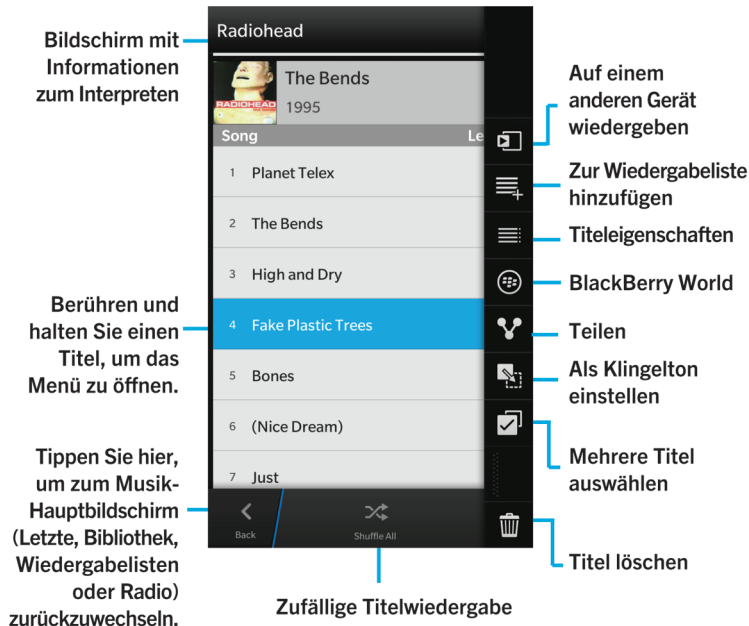 Bildschirm mit
Informationen
zum Interpreten
Berühren und
halten Sie einen
Titel, um das
Menü zu öffnen.
Tippen Sie hier,
um zum Musik-
Hauptbildschirm
(Letzte, Bibliothek,
Wiedergabelisten
oder Radio)
zurückzuwechseln.
Radiohead
RADIOHEAD
The Bends
1995
Song Le
1 Planet Telex
2 The Bends
3 High and Dry
4 Fake Plastic Trees
5 Bones
6 (Nice Dream)
7 Just
Back
Shuffle All
Zufällige Titelwiedergabe
Auf einem
anderen Gerät
wiedergeben
Zur Wiedergabeliste
hinzufügen
Titeleigenschaften
BlackBerry World
Teilen
Als Klingelton
einstellen
Mehrere Titel
auswählen
Titel löschen